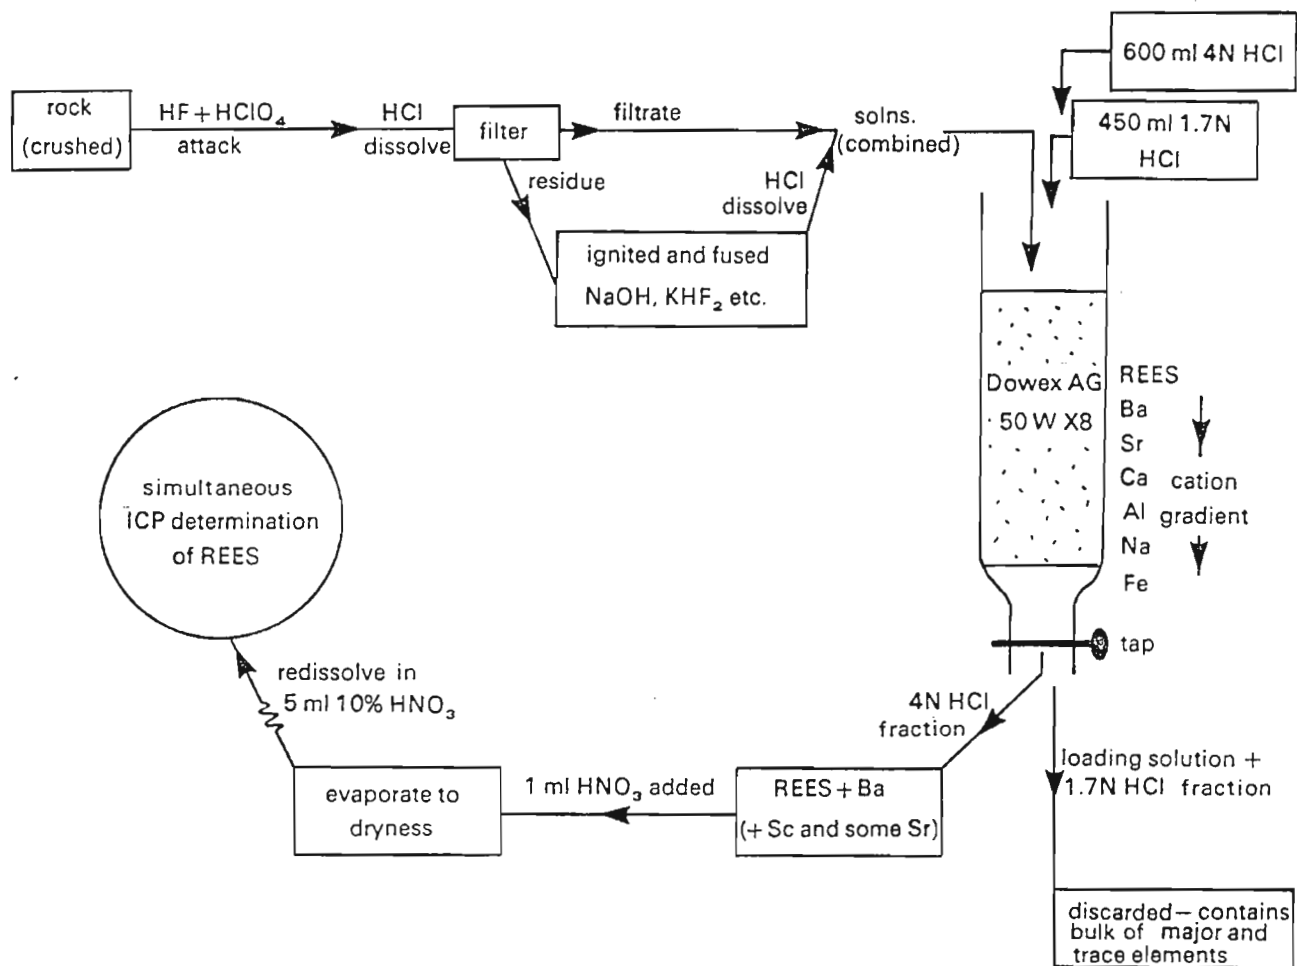 rock
(crushed)
HF + HClO₄
attack
HCl
dissolve
filter
filtrate
residue
ignited and fused
NaOH, KHF₂ etc.
HCl
dissolve
solns.
(combined)
600 ml 4N HCl
450 ml 1.7N
HCl
Dowex AG
50 W X8
REES
Ba
Sr
Ca
Al
Na
Fe
cation
gradient
tap
4N HCl
fraction
loading solution +
1.7N HCl fraction
discarded – contains
bulk of major and
trace elements
REES + Ba
(+ Sc and some Sr)
1 ml HNO₃ added
evaporate to
dryness
redissolve in
5 ml 10% HNO₃
simultaneous
ICP determination
of REES